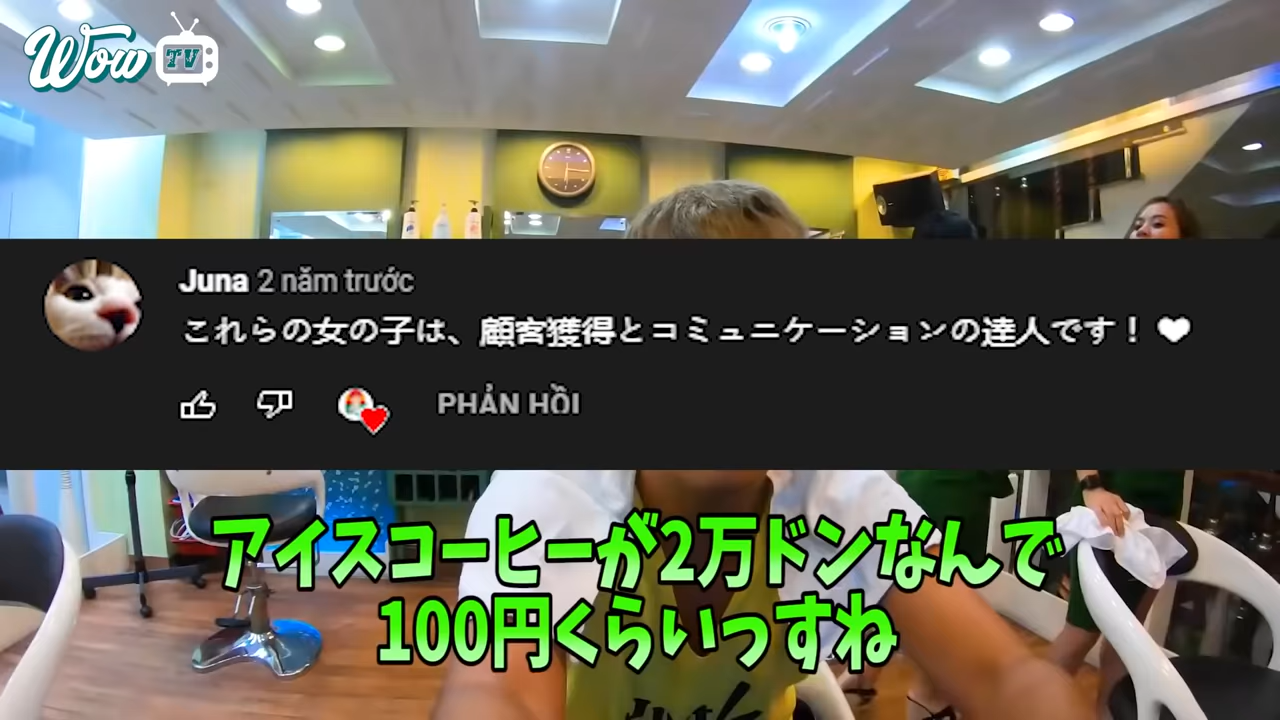 Wow TV
Juna 2 năm trước
これらの女の子は、顧客獲得とコミュニケーションの達人です！
PHẢN HỒI
アイスコーヒーが2万ドンなんで
100円くらいっすね